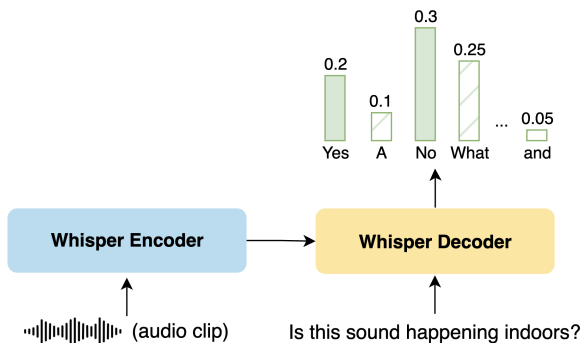 0.3
0.25
0.2
0.1
... 0.05
Yes A No What and
Whisper Encoder
Whisper Decoder
(audio clip)
Is this sound happening indoors?